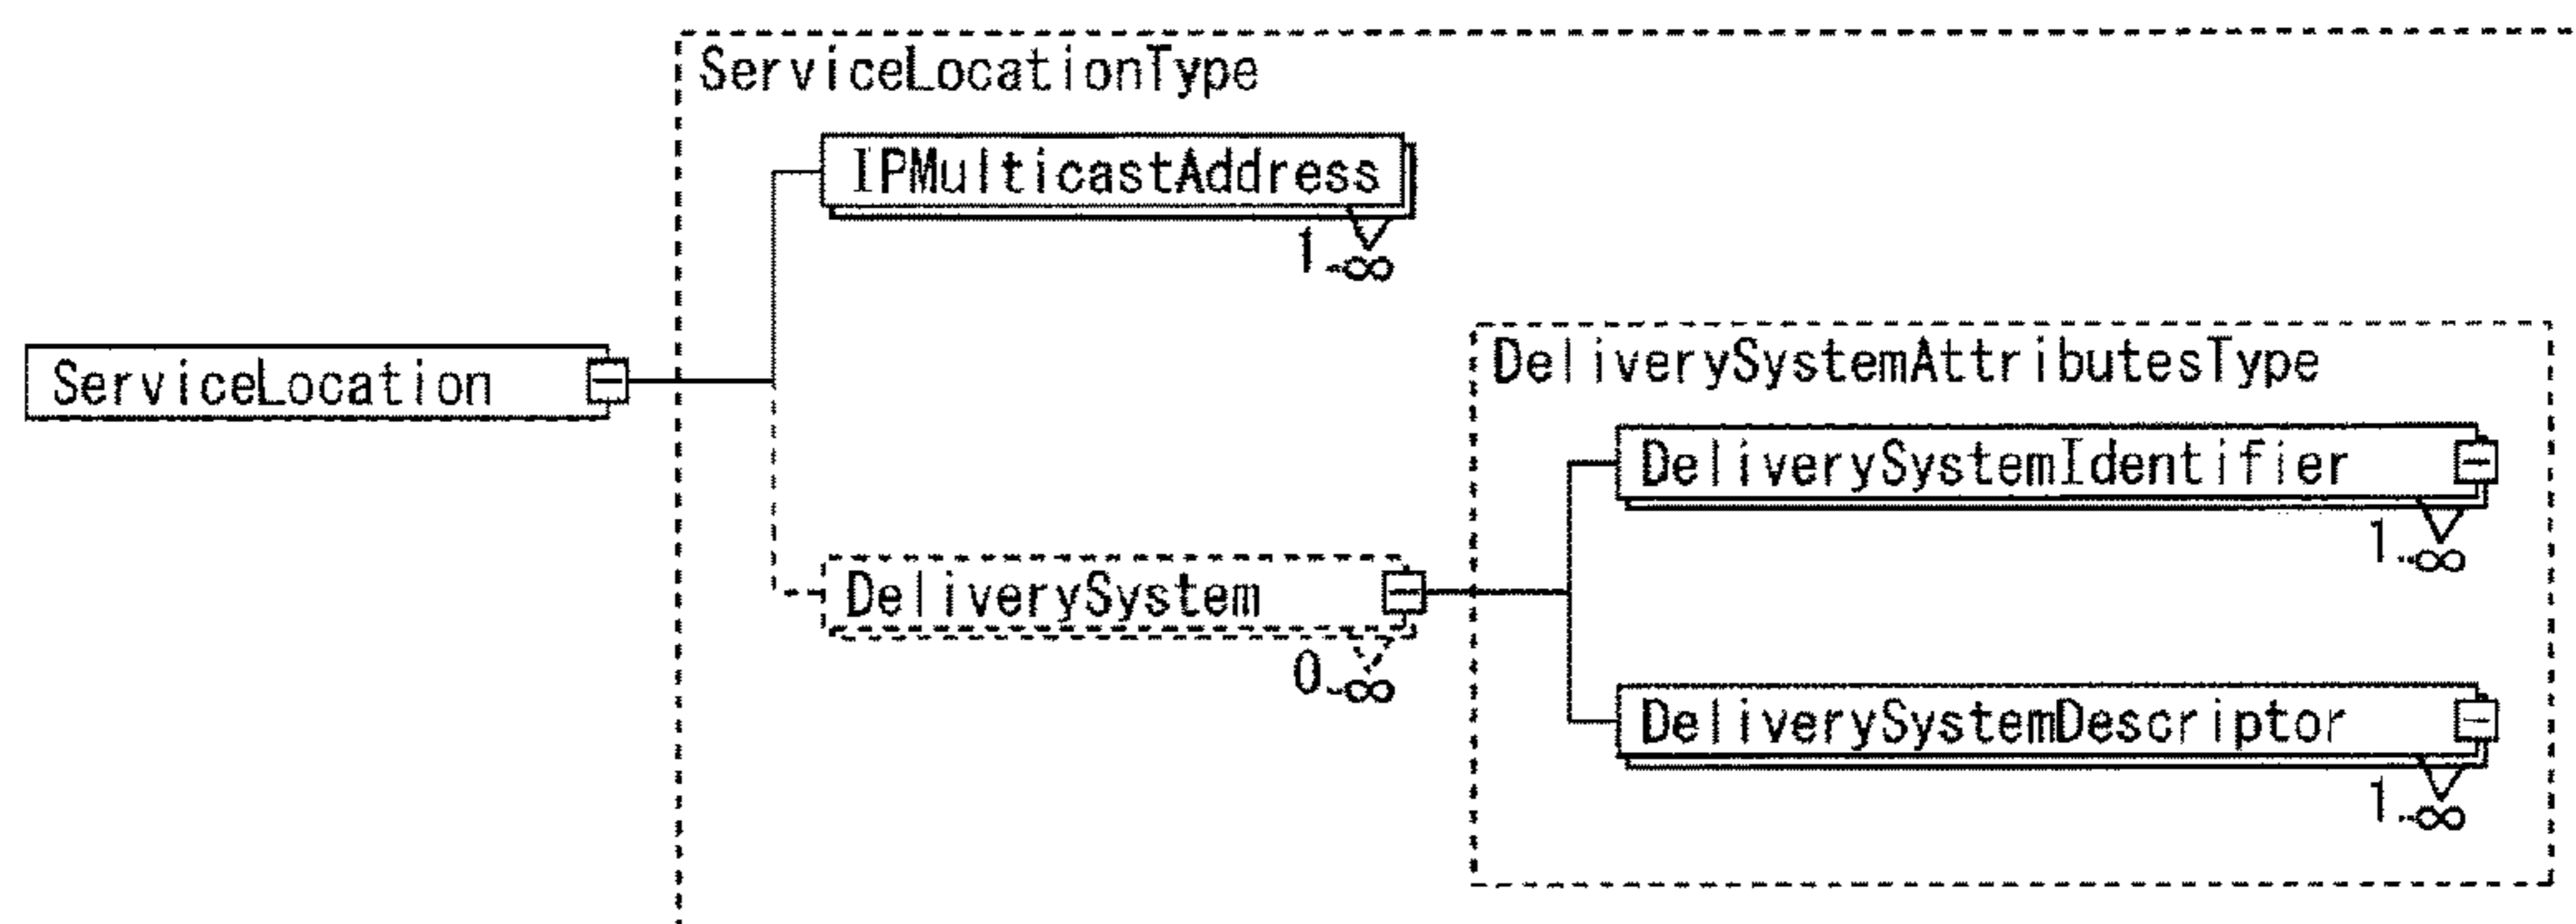 ServiceLocationType
IPMulticastAddress
1..∞
ServiceLocation
DeliverySystemAttributesType
DeliverySystemIdentifier
1..∞
DeliverySystem
0..∞
DeliverySystemDescriptor
1..∞